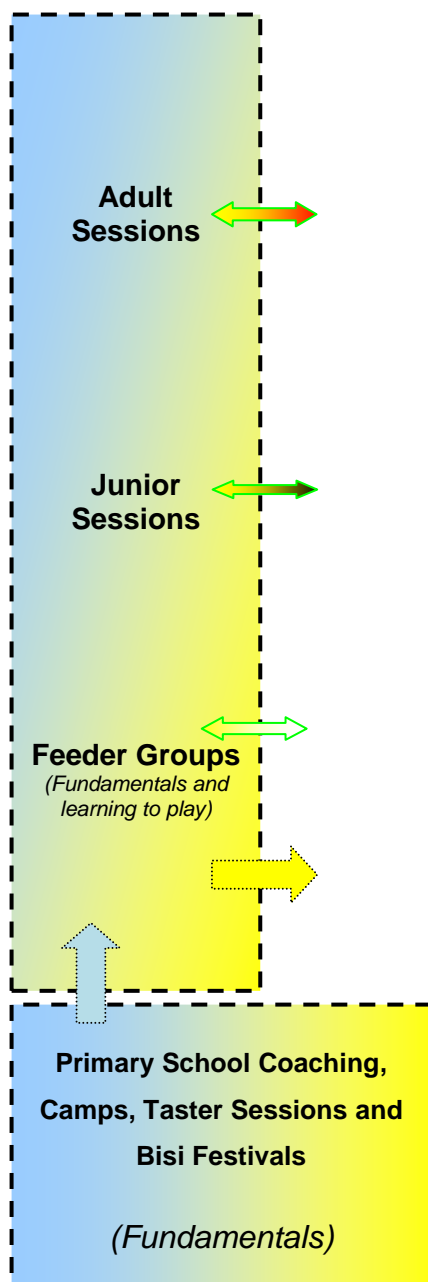 Adult
Sessions
Junior
Sessions
Feeder Groups
(Fundamentals and
learning to play)
Primary School Coaching,
Camps, Taster Sessions and
Bisi Festivals
(Fundamentals)